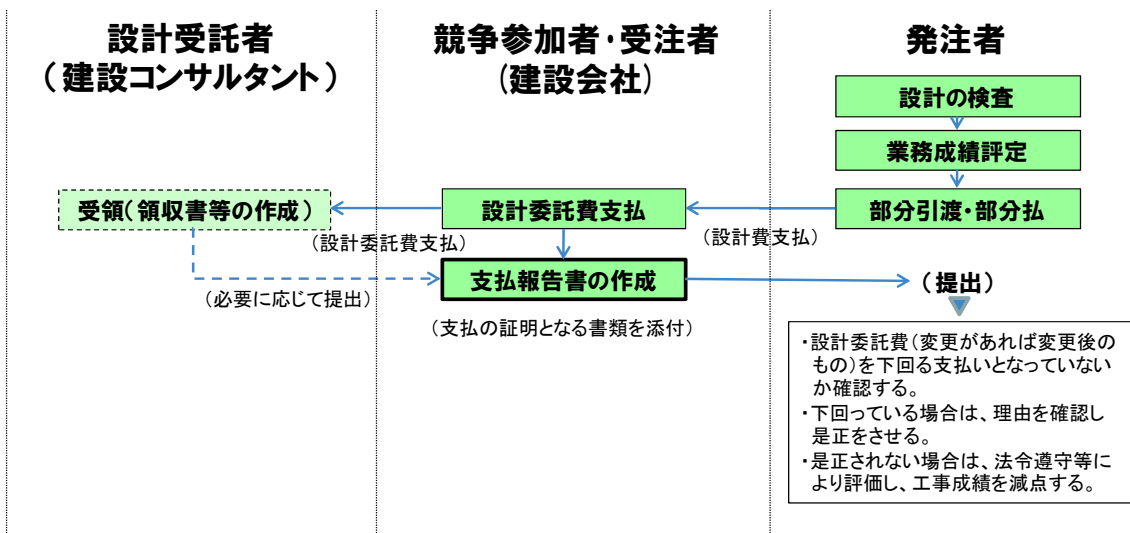 設計受託者
（建設コンサルタント）
競争参加者・受注者
(建設会社)
発注者
設計の検査
業務成績評定
受領（領収書等の作成）
設計委託費支払
部分引渡・部分払
（設計委託費支払）
（設計費支払）
支払報告書の作成
（提出）
（必要に応じて提出）
（支払の証明となる書類を添付）
・設計委託費（変更があれば変更後の
もの）を下回る支払いとなっていない
か確認する。
・下回っている場合は、理由を確認し
是正をさせる。
・是正されない場合は、法令遵守等に
より評価し、工事成績を減点する。